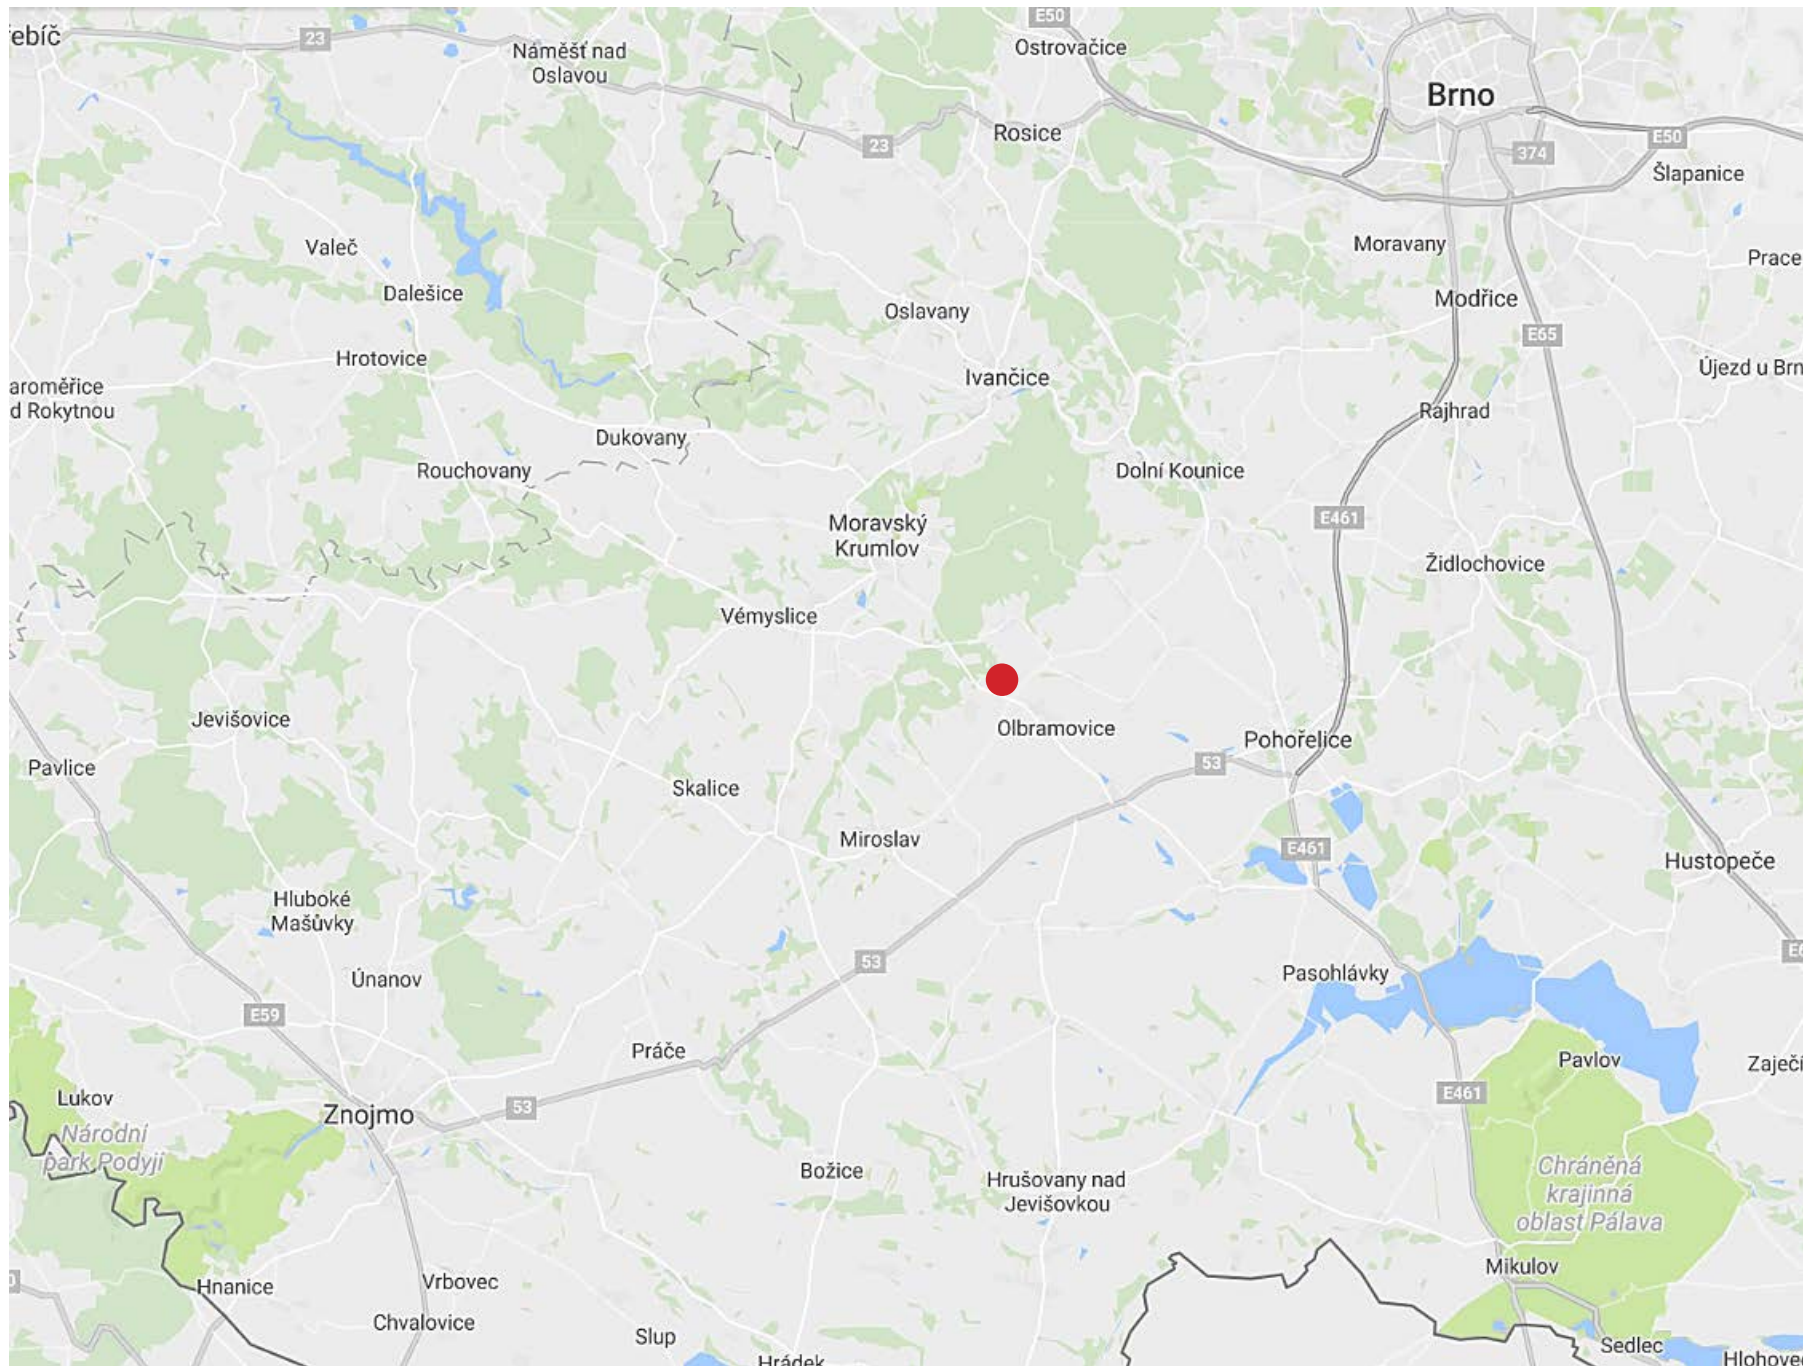 E50
ebíč
23
Náměšť nad
Oslavou
Ostrovačice
Brno
Rosice
23
E50
374
Šlapanice
Valeč
Moravany
Prace
Dalešice
Modřice
Oslavany
E65
Hrotovice
Újezd u Brn
Ivančice
aroměřice
d Rokytnou
Rajhrad
Dukovany
Rouchovany
Dolní Kounice
Moravský
Krumlov
E461
Židlochovice
Vémyslice
Jevišovice
Olbramovice
Pohořelice
Pavlice
53
Skalice
Miroslav
E461
Hustopeče
Hluboké
Mašůvky
E6
53
Únanov
Pasohlávky
E59
Práče
Pavlov
Zaječí
Lukov
E461
Znojmo
53
Národní
park Podyjí
Božice
Hrušovany nad
Jevišovkou
Chráněná
krajinná
oblast Pálava
Mikulov
Hnanice
Vrbovec
Chvalovice
Slup
Sedlec
Hrádek
Hlohove